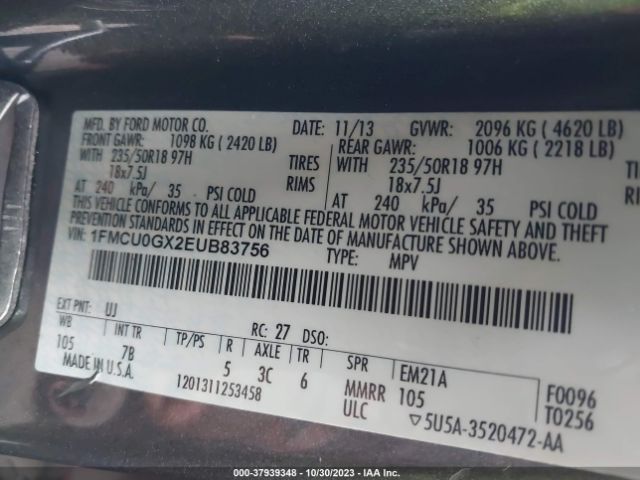 MFD. BY FORD MOTOR CO.
DATE: 11/13 GVWR: 2096 KG ( 4620 LB)
FRONT GAWR: 1098 KG ( 2420 LB) REAR GAWR: 1006 KG ( 2218 LB)
WITH 235/50R18 97H TIRES WITH 235/50R18 97H TI
18x7.5J RIMS 18x7.5J RI
AT 240 kPa/ 35 PSI COLD AT 240 kPa/ 35 PSI COLD
THIS VEHICLE CONFORMS TO ALL APPLICABLE FEDERAL MOTOR VEHICLE SAFETY AND THEFT
PREVENTION STANDARDS IN EFFECT ON THE DATE OF MANUFACTURE SHOWN ABOVE.
VIN: 1FMCU0GX2EUB83756 TYPE: MPV
EXT PNT: UJ RC: 27 DSO:
WB INT TR TP/PS R AXLE TR SPR EM21A F0096
105 7B 5 3C 6 MMRR 105 T0256
MADE IN U.S.A. 1201311253458 ULC ▽5U5A-3520472-AA
000-37939348 - 10/30/2023 - IAA Inc.